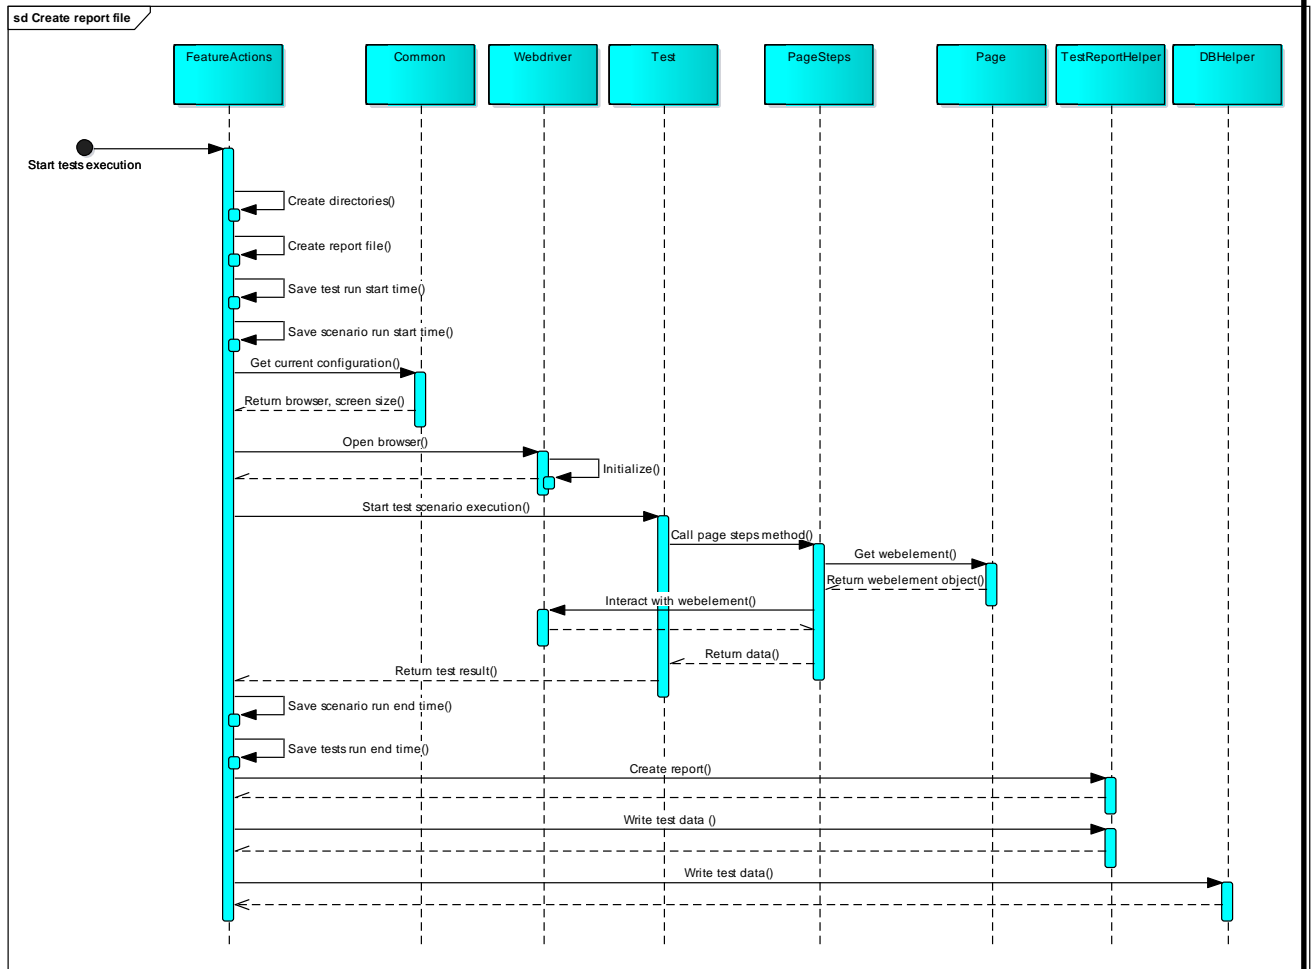 sd Create report file
FeatureActions
Common
Webdriver
Test
PageSteps
Page
TestReportHelper
DBHelper
Start tests execution
Create directories()
Create report file()
Save test run start time()
Save scenario run start time()
Get current configuration()
Return browser, screen size()
Open browser()
Initialize()
Start test scenario execution()
Call page steps method()
Get webelement()
Return webelement object()
Interact with webelement()
Return data()
Return test result()
Save scenario run end time()
Save tests run end time()
Create report()
Write test data ()
Write test data()